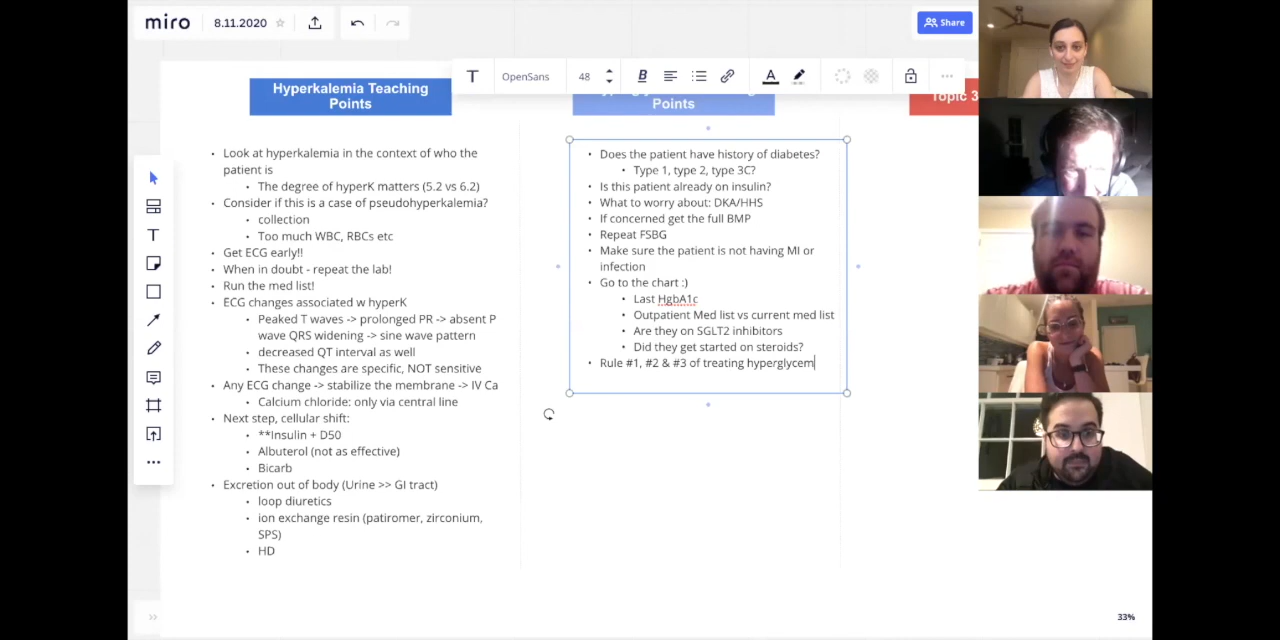 miro
8.11.2020
Share
OpenSans
48
B
A
Hyperkalemia Teaching
Points
Points
Topic 3
Look at hyperkalemia in the context of who the
patient is
The degree of hyperK matters (5.2 vs 6.2)
Consider if this is a case of pseudohyperkalemia?
collection
Too much WBC, RBCs etc
Get ECG early!!
When in doubt - repeat the lab!
Run the med list!
ECG changes associated w hyperK
Peaked T waves -> prolonged PR -> absent P
wave QRS widening -> sine wave pattern
decreased QT interval as well
These changes are specific, NOT sensitive
Any ECG change -> stabilize the membrane -> IV Ca
Calcium chloride: only via central line
Next step, cellular shift:
**Insulin + D50
Albuterol (not as effective)
Bicarb
Excretion out of body (Urine >> GI tract)
loop diuretics
ion exchange resin (patiromer, zirconium,
SPS)
HD
Does the patient have history of diabetes?
Type 1, type 2, type 3C?
Is this patient already on insulin?
What to worry about: DKA/HHS
If concerned get the full BMP
Repeat FSBG
Make sure the patient is not having MI or
infection
Go to the chart :)
Last HgbA1c
Outpatient Med list vs current med list
Are they on SGLT2 inhibitors
Did they get started on steroids?
Rule #1, #2 & #3 of treating hyperglycem
33%